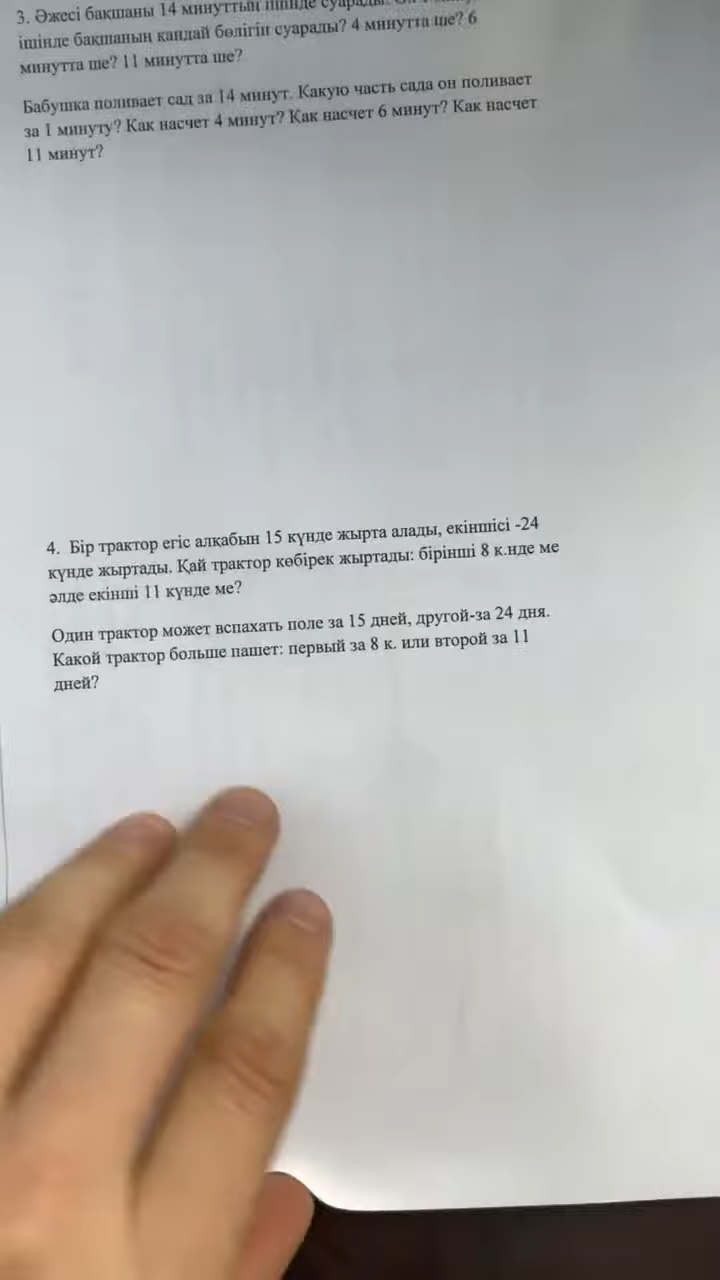 3. Әжесі бақшаны 14 минуттың ішінде
ішінде бақшаның қандай бөлігін суарады? 4 минутта ше? 6
минутта ше? 11 минутта ше?
Бабушка поливает сад за 14 минут. Какую часть сада он поливает
за 1 минуту? Как насчет 4 минут? Как насчет 6 минут? Как насчет
11 минут?
4. Бір трактор егіс алқабын 15 күнде жырта алады, екіншісі -24
күнде жыртады. Қай трактор көбірек жыртады: бірінші 8 к.нде ме
әлде екінші 11 күнде ме?
Один трактор может вспахать поле за 15 дней, другой-за 24 дня.
Какой трактор больше пашет: первый за 8 к. или второй за 11
дней?